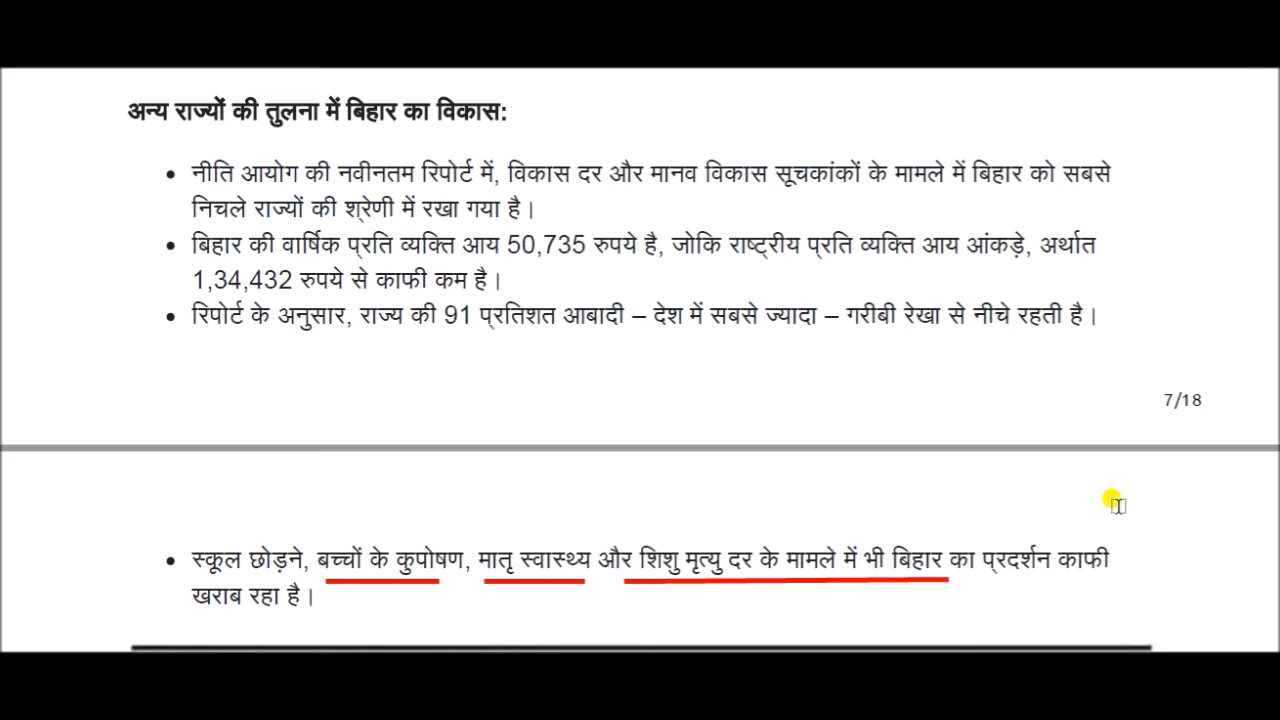 अन्य राज्यों की तुलना में बिहार का विकास:
• नीति आयोग की नवीनतम रिपोर्ट में, विकास दर और मानव विकास सूचकांकों के मामले में बिहार को सबसे
निचले राज्यों की श्रेणी में रखा गया है।
• बिहार की वार्षिक प्रति व्यक्ति आय 50,735 रुपये है, जोकि राष्ट्रीय प्रति व्यक्ति आय आंकड़े, अर्थात
1,34,432 रुपये से काफी कम है।
• रिपोर्ट के अनुसार, राज्य की 91 प्रतिशत आबादी – देश में सबसे ज्यादा – गरीबी रेखा से नीचे रहती है।
7/18
• स्कूल छोड़ने, बच्चों के कुपोषण, मातृ स्वास्थ्य और शिशु मृत्यु दर के मामले में भी बिहार का प्रदर्शन काफी
खराब रहा है।